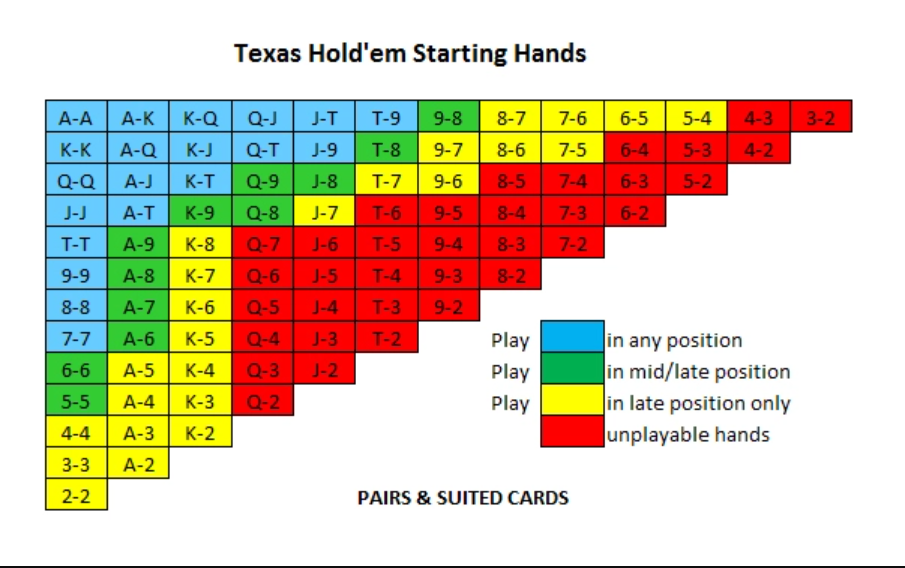 Texas Hold'em Starting Hands
A-A A-K K-Q Q-J J-T T-9 9-8 8-7 7-6 6-5 5-4 4-3 3-2
K-K A-Q K-J Q-T J-9 T-8 9-7 8-6 7-5 6-4 5-3 4-2
Q-Q A-J K-T Q-9 J-8 T-7 9-6 8-5 7-4 6-3 5-2
J-J A-T K-9 Q-8 J-7 T-6 9-5 8-4 7-3 6-2
T-T A-9 K-8 Q-7 J-6 T-5 9-4 8-3 7-2
9-9 A-8 K-7 Q-6 J-5 T-4 9-3 8-2
8-8 A-7 K-6 Q-5 J-4 T-3 9-2
7-7 A-6 K-5 Q-4 J-3 T-2 Play in any position
6-6 A-5 K-4 Q-3 J-2 Play in mid/late position
5-5 A-4 K-3 Q-2 Play in late position only
4-4 A-3 K-2 unplayable hands
3-3 A-2
2-2 PAIRS & SUITED CARDS